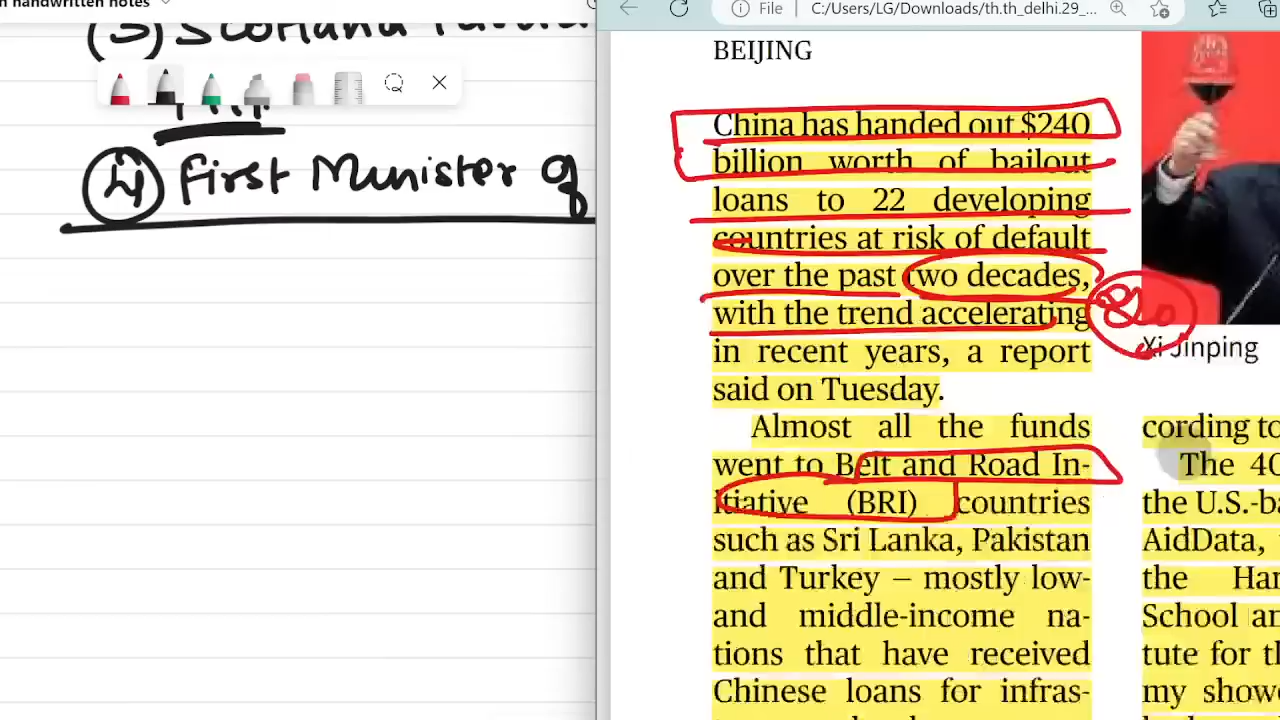 n handwritten notes
(3) Scotland
(4) First Minister of
File
C:/Users/LG/Downloads/th.th_delhi.29_...
BEIJING
China has handed out $240
billion worth of bailout
loans to 22 developing
countries at risk of default
over the past two decades,
with the trend accelerating
in recent years, a report
said on Tuesday.
Almost all the funds
went to Belt and Road In-
itiative (BRI) countries
such as Sri Lanka, Pakistan
and Turkey – mostly low-
and middle-income na-
tions that have received
Chinese loans for infras-
Xi Jinping
cording to
The 40
the U.S.-ba
AidData,
the Har
School an
tute for th
my show